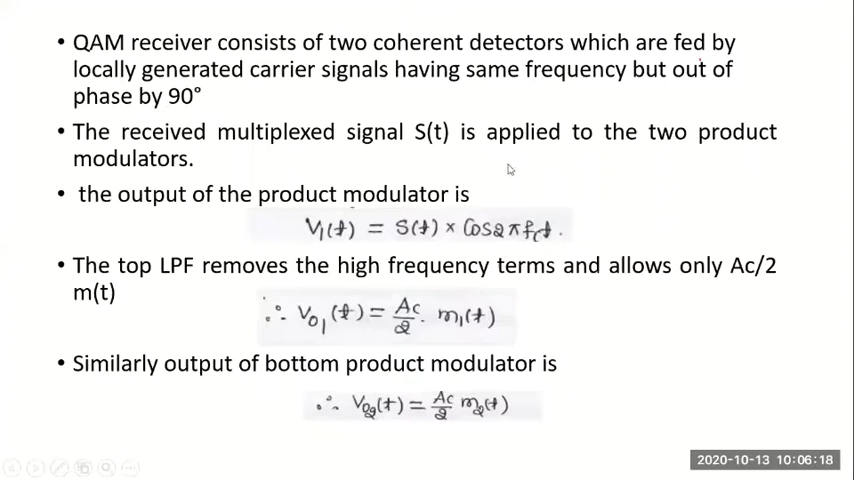 • QAM receiver consists of two coherent detectors which are fed by
locally generated carrier signals having same frequency but out of
phase by 90°
• The received multiplexed signal S(t) is applied to the two product
modulators.
• the output of the product modulator is
V₁(t) = S(t) × Cos2πf_ct.
• The top LPF removes the high frequency terms and allows only Ac/2
m(t)
∴ V₀₁(t) = Ac/2 . m₁(t)
• Similarly output of bottom product modulator is
∴ V₀₂(t) = Ac/2 m₂(t)
2020-10-13 10:06:18